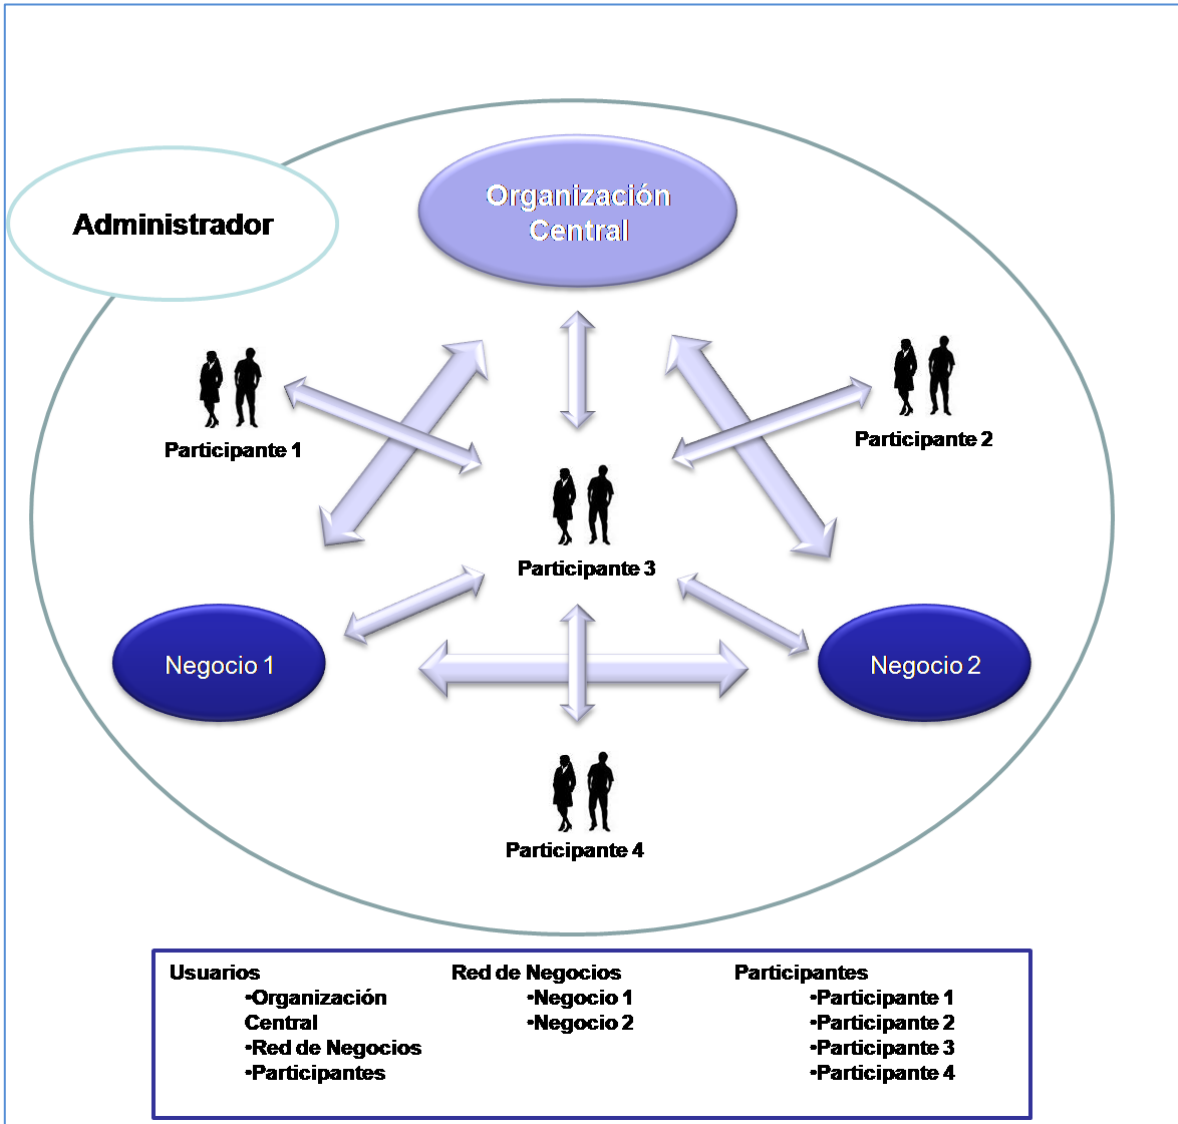 Organización
Central
Administrador
Participante 1
Participante 2
Participante 3
Negocio 1
Negocio 2
Participante 4
Usuarios
•Organización
Central
•Red de Negocios
•Participantes
Red de Negocios
•Negocio 1
•Negocio 2
Participantes
•Participante 1
•Participante 2
•Participante 3
•Participante 4